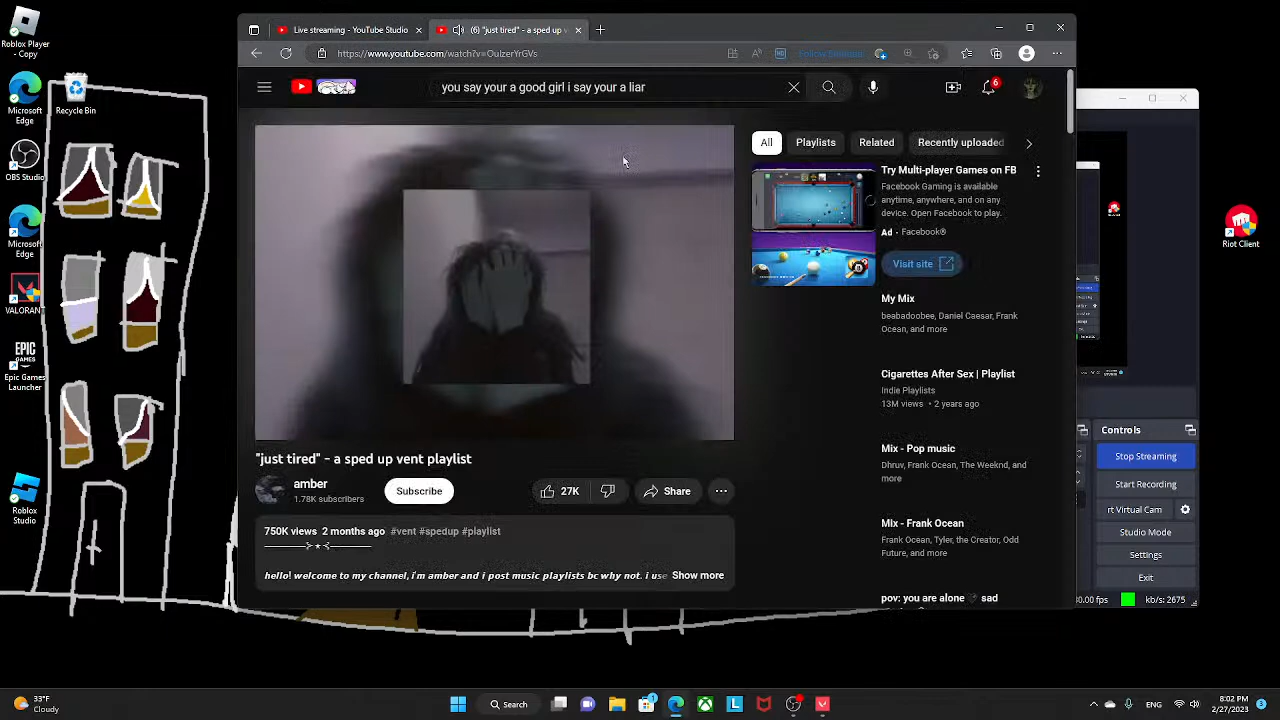 Roblox Player
- Copy
Microsoft
Edge
Recycle Bin
OBS Studio
Microsoft
Edge
VALORANT
Epic Games
Launcher
Roblox
Studio
Riot Client
Live streaming - YouTube Studio
(6) "just tired" - a sped up
https://www.youtube.com/watch?v=OuizerYrGVs
HD
you say your a good girl i say your a liar
6
All
Playlists
Related
Recently uploaded
Try Multi-player Games on FB
Facebook Gaming is available
anytime, anywhere, and on any
device. Open Facebook to play.
Ad · Facebook®
Visit site
My Mix
beabadoobee, Daniel Caesar, Frank
Ocean, and more
Cigarettes After Sex | Playlist
Indie Playlists
13M views • 2 years ago
Mix - Pop music
Dhruv, Frank Ocean, The Weeknd, and
more
Mix - Frank Ocean
Frank Ocean, Tyler, the Creator, Odd
Future, and more
pov: you are alone sad
"just tired" - a sped up vent playlist
amber
1.78K subscribers
Subscribe
27K
Share
750K views 2 months ago #vent #spedup #playlist
hello! welcome to my channel, i'm amber and i post music playlists bc why not. i use Show more
Controls
Stop Streaming
Start Recording
rt Virtual Cam
Studio Mode
Settings
Exit
kb/s: 2675
33°F
Cloudy
Search
ENG
8:02 PM
2/27/2023
3